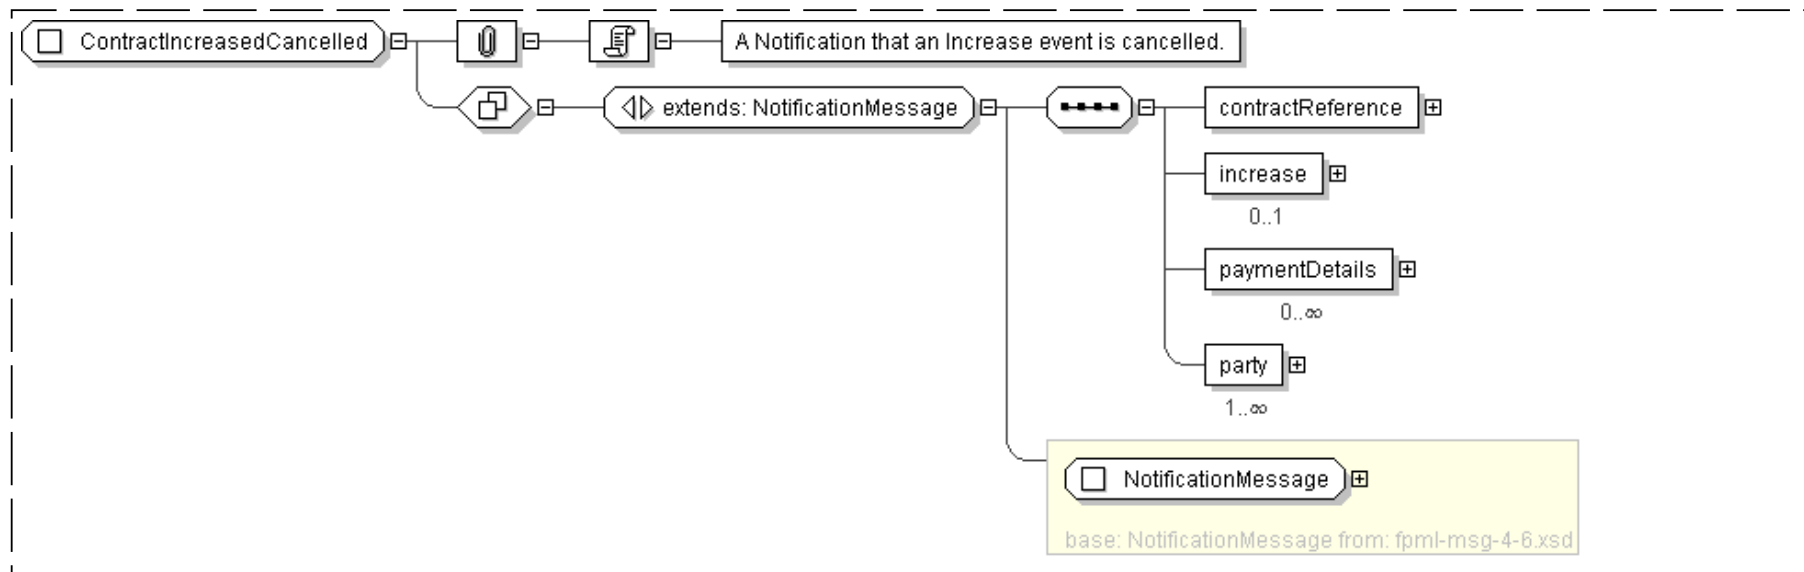 ContractIncreasedCancelled
A Notification that an Increase event is cancelled.
extends: NotificationMessage
contractReference
increase
0..1
paymentDetails
0..∞
party
1..∞
NotificationMessage
base: NotificationMessage from: fpml-msg-4-6.xsd